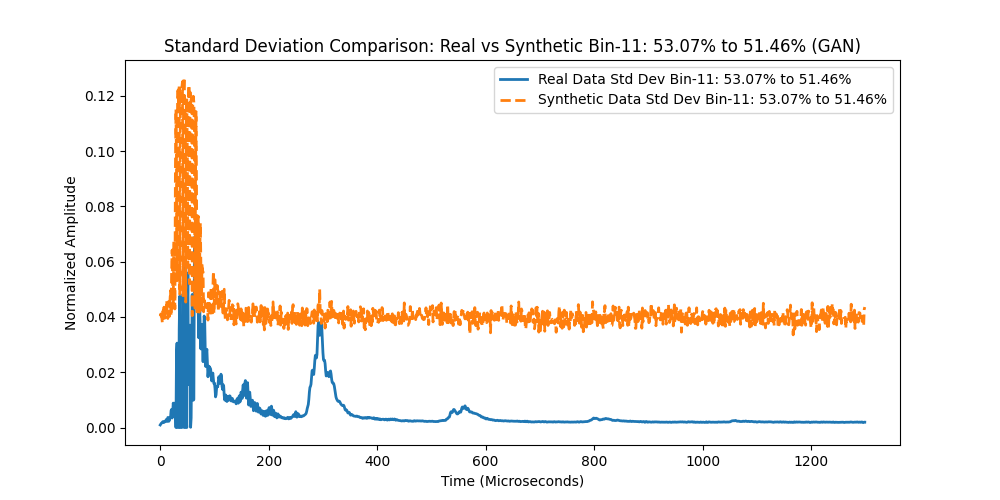 Standard Deviation Comparison: Real vs Synthetic Bin-11: 53.07% to 51.46% (GAN)
Real Data Std Dev Bin-11: 53.07% to 51.46%
Synthetic Data Std Dev Bin-11: 53.07% to 51.46%
Normalized Amplitude
0.12
0.10
0.08
0.06
0.04
0.02
0.00
0 200 400 600 800 1000 1200
Time (Microseconds)